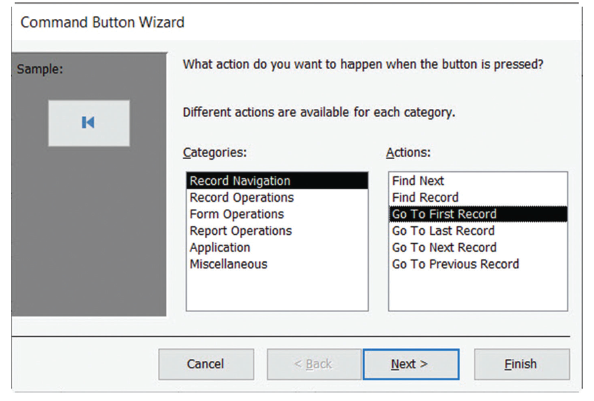 Command Button Wizard
Sample:
What action do you want to happen when the button is pressed?
Different actions are available for each category.
Categories:
Record Navigation
Record Operations
Form Operations
Report Operations
Application
Miscellaneous
Actions:
Find Next
Find Record
Go To First Record
Go To Last Record
Go To Next Record
Go To Previous Record
Cancel
< Back
Next >
Finish